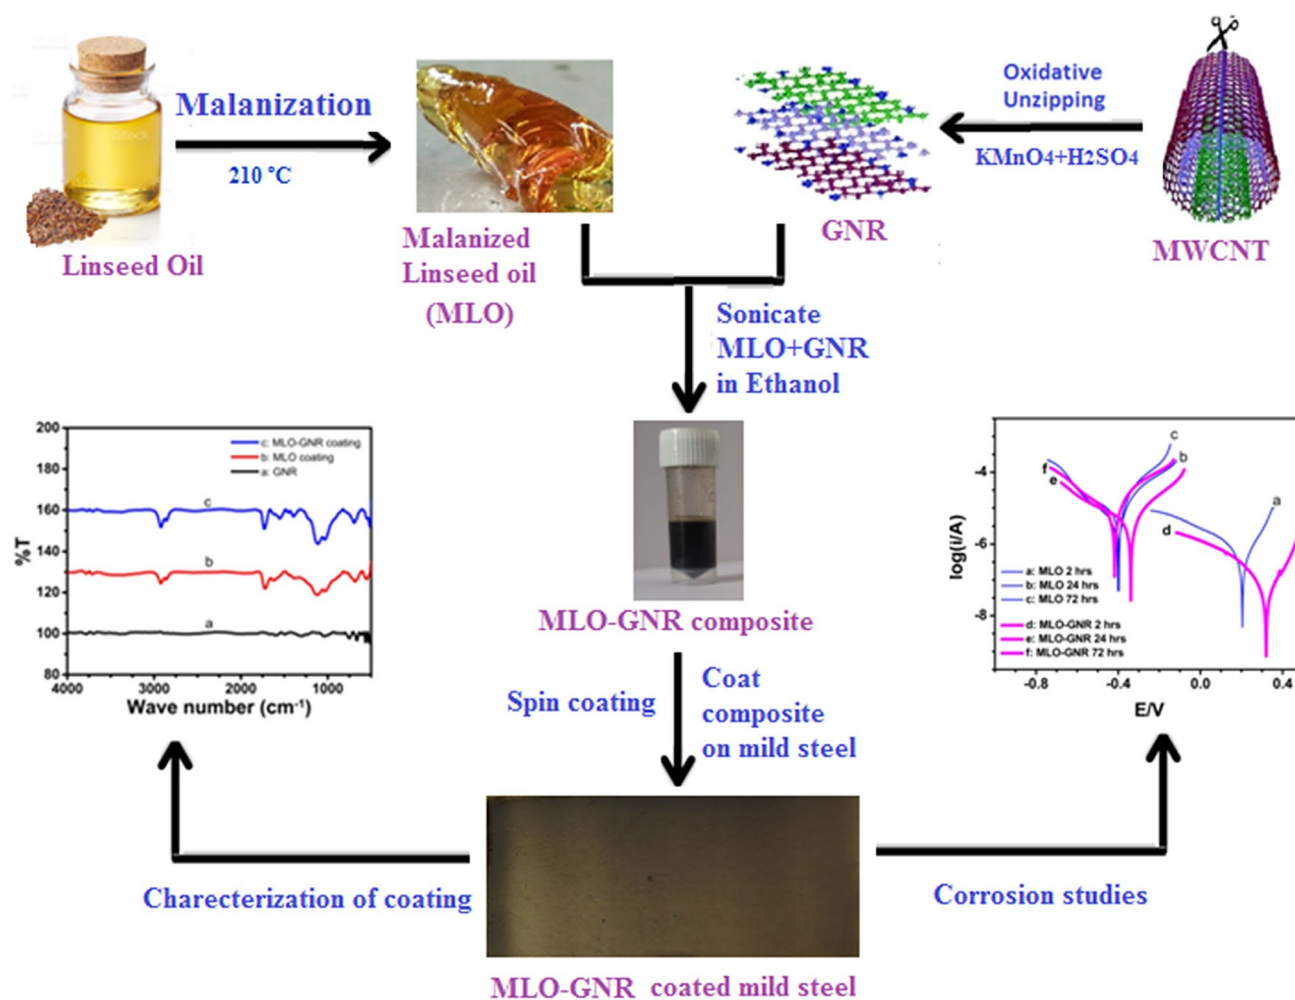 Malanization
210 °C
Linseed Oil
Malanized
Linseed oil
(MLO)
GNR
Oxidative
Unzipping
KMnO4+H2SO4
MWCNT
Sonicate
MLO+GNR
in Ethanol
MLO-GNR composite
Spin coating
Coat
composite
on mild steel
200
180
160
140
120
100
80
%T
c: MLO-GNR coating
b: MLO coating
a: GNR
c
b
a
4000 3000 2000 1000
Wave number (cm⁻¹)
-4
-6
-8
log(i/A)
c
b
f
e
a
d
a: MLO 2 hrs
b: MLO 24 hrs
c: MLO 72 hrs
d: MLO-GNR 2 hrs
e: MLO-GNR 24 hrs
f: MLO-GNR 72 hrs
-0.8 -0.4 0.0 0.4
E/V
Charecterization of coating
Corrosion studies
MLO-GNR coated mild steel